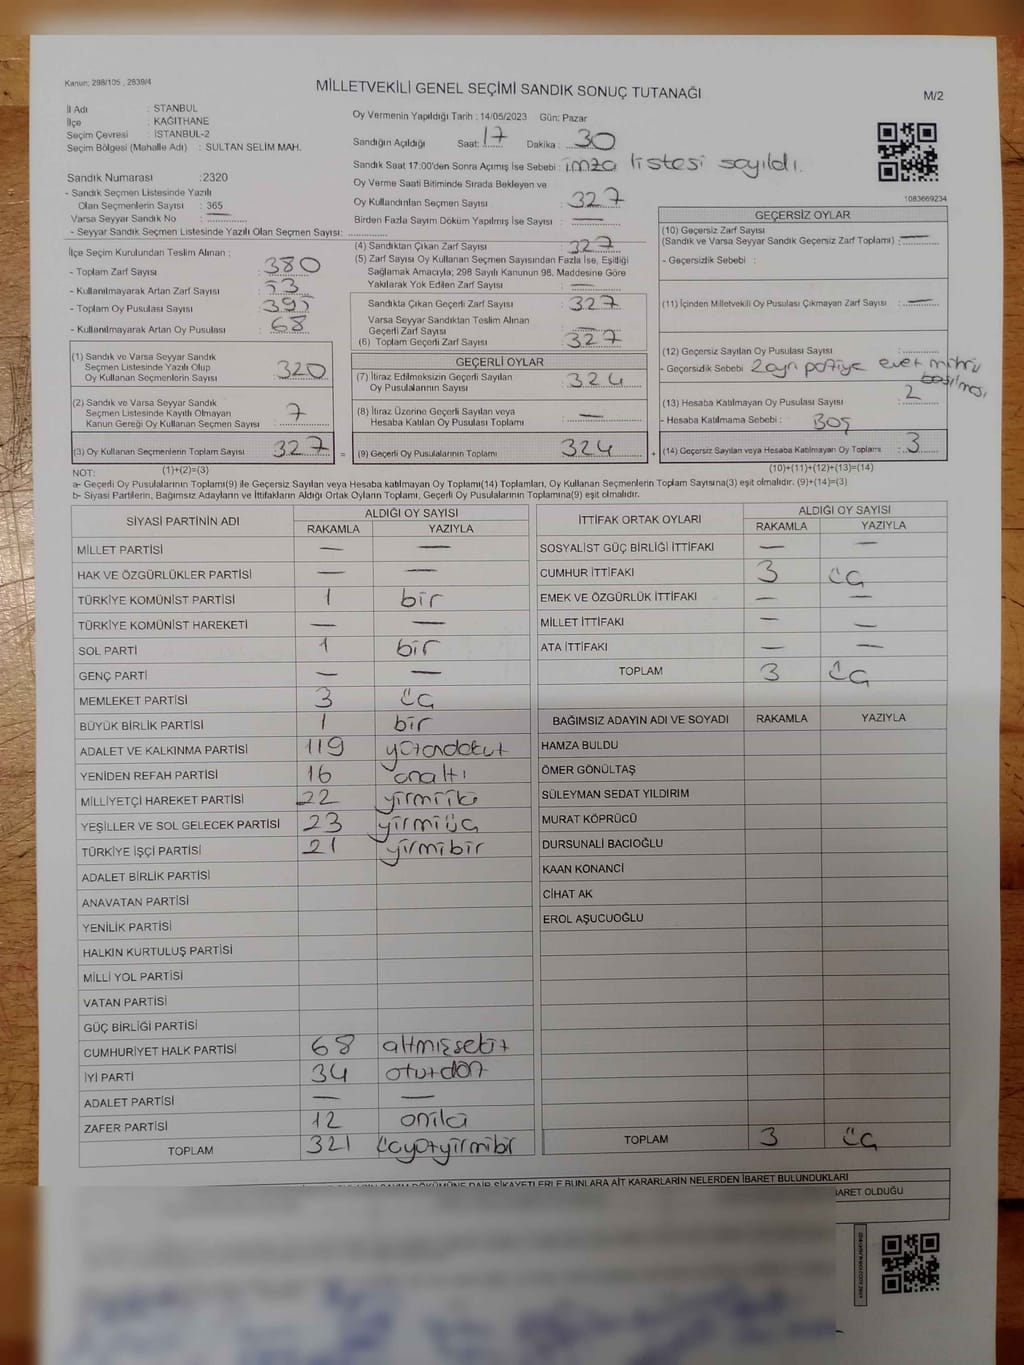 Kanun: 298/105 , 2839/4
MİLLETVEKİLİ GENEL SEÇİMİ SANDIK SONUÇ TUTANAĞI
M/2
İl Adı : STANBUL
İlçe : KAĞITHANE
Seçim Çevresi : İSTANBUL-2
Seçim Bölgesi (Mahalle Adı) : SULTAN SELİM MAH.
Sandık Numarası :2320
- Sandık Seçmen Listesinde Yazılı
Olan Seçmenlerin Sayısı : 365
Varsa Seyyar Sandık No : —
- Seyyar Sandık Seçmen Listesinde Yazılı Olan Seçmen Sayısı:
Oy Vermenin Yapıldığı Tarih : 14/05/2023 Gün: Pazar
Sandığın Açıldığı Saat: 17 Dakika : 30
Sandık Saat 17:00'den Sonra Açımış İse Sebebi : imza listesi sayıldı.
Oy Verme Saati Bitiminde Sırada Bekleyen ve
Oy Kullandırılan Seçmen Sayısı : 327
Birden Fazla Sayım Döküm Yapılmış İse Sayısı : —
1083669234
İlçe Seçim Kurulundan Teslim Alınan ;
- Toplam Zarf Sayısı : 380
- Kullanılmayarak Artan Zarf Sayısı : 53
- Toplam Oy Pusulası Sayısı : 395
- Kullanılmayarak Artan Oy Pusulası : 68
(4) Sandıktan Çıkan Zarf Sayısı : 327
(5) Zarf Sayısı Oy Kullanan Seçmen Sayısından Fazla İse, Eşitliği
Sağlamak Amacıyla; 298 Sayılı Kanunun 98. Maddesine Göre
Yakılarak Yok Edilen Zarf Sayısı : —
Sandıkta Çıkan Geçerli Zarf Sayısı : 327
Varsa Seyyar Sandıktan Teslim Alınan
Geçerli Zarf Sayısı : —
(6) Toplam Geçerli Zarf Sayısı : 327
GEÇERSİZ OYLAR
(10) Geçersiz Zarf Sayısı
(Sandık ve Varsa Seyyar Sandık Geçersiz Zarf Toplamı) : —
- Geçersizlik Sebebi :
(11) İçinden Milletvekili Oy Pusulası Çıkmayan Zarf Sayısı : —
(12) Geçersiz Sayılan Oy Pusulası Sayısı :
- Geçersizlik Sebebi 2 ayrı partiye evet mührü basılması
(13) Hesaba Katılmayan Oy Pusulası Sayısı : 2
- Hesaba Katılmama Sebebi : Boş
(14) Geçersiz Sayılan veya Hesaba Katılmayan Oy Toplamı : 3
(10)+(11)+(12)+(13)=(14)
(1) Sandık ve Varsa Seyyar Sandık
Seçmen Listesinde Yazılı Olup
Oy Kullanan Seçmenlerin Sayısı : 320
(2) Sandık ve Varsa Seyyar Sandık
Seçmen Listesinde Kayıtlı Olmayan
Kanun Gereği Oy Kullanan Seçmen Sayısı : 7
(3) Oy Kullanan Seçmenlerin Toplam Sayısı : 327 =
(1)+(2)=(3)
GEÇERLİ OYLAR
(7) İtiraz Edilmeksizin Geçerli Sayılan
Oy Pusulalarının Sayısı : 324
(8) İtiraz Üzerine Geçerli Sayılan veya
Hesaba Katılan Oy Pusulası Toplamı : —
(9) Geçerli Oy Pusulalarının Toplamı : 324 +
NOT:
a- Geçerli Oy Pusulalarının Toplamı(9) ile Geçersiz Sayılan veya Hesaba katılmayan Oy Toplamı(14) Toplamları, Oy Kullanan Seçmenlerin Toplam Sayısına(3) eşit olmalıdır. (9)+(14)=(3)
b- Siyasi Partilerin, Bağımsız Adayların ve İttifakların Aldığı Ortak Oyların Toplamı, Geçerli Oy Pusulalarının Toplamına(9) eşit olmalıdır.
SİYASİ PARTİNİN ADI ALDIĞI OY SAYISI
RAKAMLA YAZIYLA
MİLLET PARTİSİ — —
HAK VE ÖZGÜRLÜKLER PARTİSİ — —
TÜRKİYE KOMÜNİST PARTİSİ 1 bir
TÜRKİYE KOMÜNİST HAREKETİ — —
SOL PARTİ 1 bir
GENÇ PARTİ — —
MEMLEKET PARTİSİ 3 üç
BÜYÜK BİRLİK PARTİSİ 1 bir
ADALET VE KALKINMA PARTİSİ 119 yüzondokuz
YENİDEN REFAH PARTİSİ 16 onaltı
MİLLİYETÇİ HAREKET PARTİSİ 22 yirmiiki
YEŞİLLER VE SOL GELECEK PARTİSİ 23 yirmiüç
TÜRKİYE İŞÇİ PARTİSİ 21 yirmibir
ADALET BİRLİK PARTİSİ
ANAVATAN PARTİSİ
YENİLİK PARTİSİ
HALKIN KURTULUŞ PARTİSİ
MİLLİ YOL PARTİSİ
VATAN PARTİSİ
GÜÇ BİRLİĞİ PARTİSİ
CUMHURİYET HALK PARTİSİ 68 altmışsekiz
İYİ PARTİ 34 otuzdört
ADALET PARTİSİ — —
ZAFER PARTİSİ 12 oniki
TOPLAM 321 üçyüzyirmibir
İTTİFAK ORTAK OYLARI ALDIĞI OY SAYISI
RAKAMLA YAZIYLA
SOSYALİST GÜÇ BİRLİĞİ İTTİFAKI — —
CUMHUR İTTİFAKI 3 üç
EMEK VE ÖZGÜRLÜK İTTİFAKI — —
MİLLET İTTİFAKI — —
ATA İTTİFAKI — —
TOPLAM 3 üç
BAĞIMSIZ ADAYIN ADI VE SOYADI RAKAMLA YAZIYLA
HAMZA BULDU
ÖMER GÖNÜLTAŞ
SÜLEYMAN SEDAT YILDIRIM
MURAT KÖPRÜCÜ
DURSUNALİ BACIOĞLU
KAAN KONANCİ
CİHAT AK
EROL AŞUCUOĞLU
TOPLAM 3 üç
DÖKÜMÜNE DAİR ŞİKAYETLERLE BUNLARA AİT KARARLARIN NELERDEN İBARET BULUNDUKLARI
BARET OLDUĞU